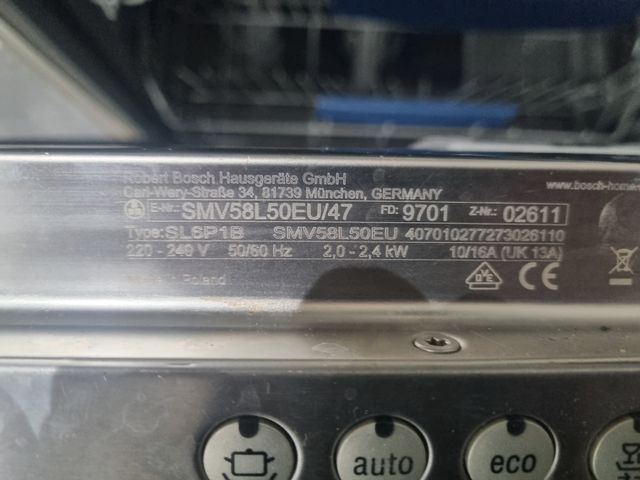 Robert Bosch Hausgeräte GmbH
Carl-Wery-Straße 34, 81739 München, GERMANY
www.bosch-home
E-Nr. SMV58L50EU/47 FD: 9701 Z-Nr.: 02611
Type: SL6P1B SMV58L50EU 407010277273026110
220 - 240 V 50/60 Hz 2,0 - 2,4 kW 10/16A (UK 13A)
Poland
VDE CE
auto eco